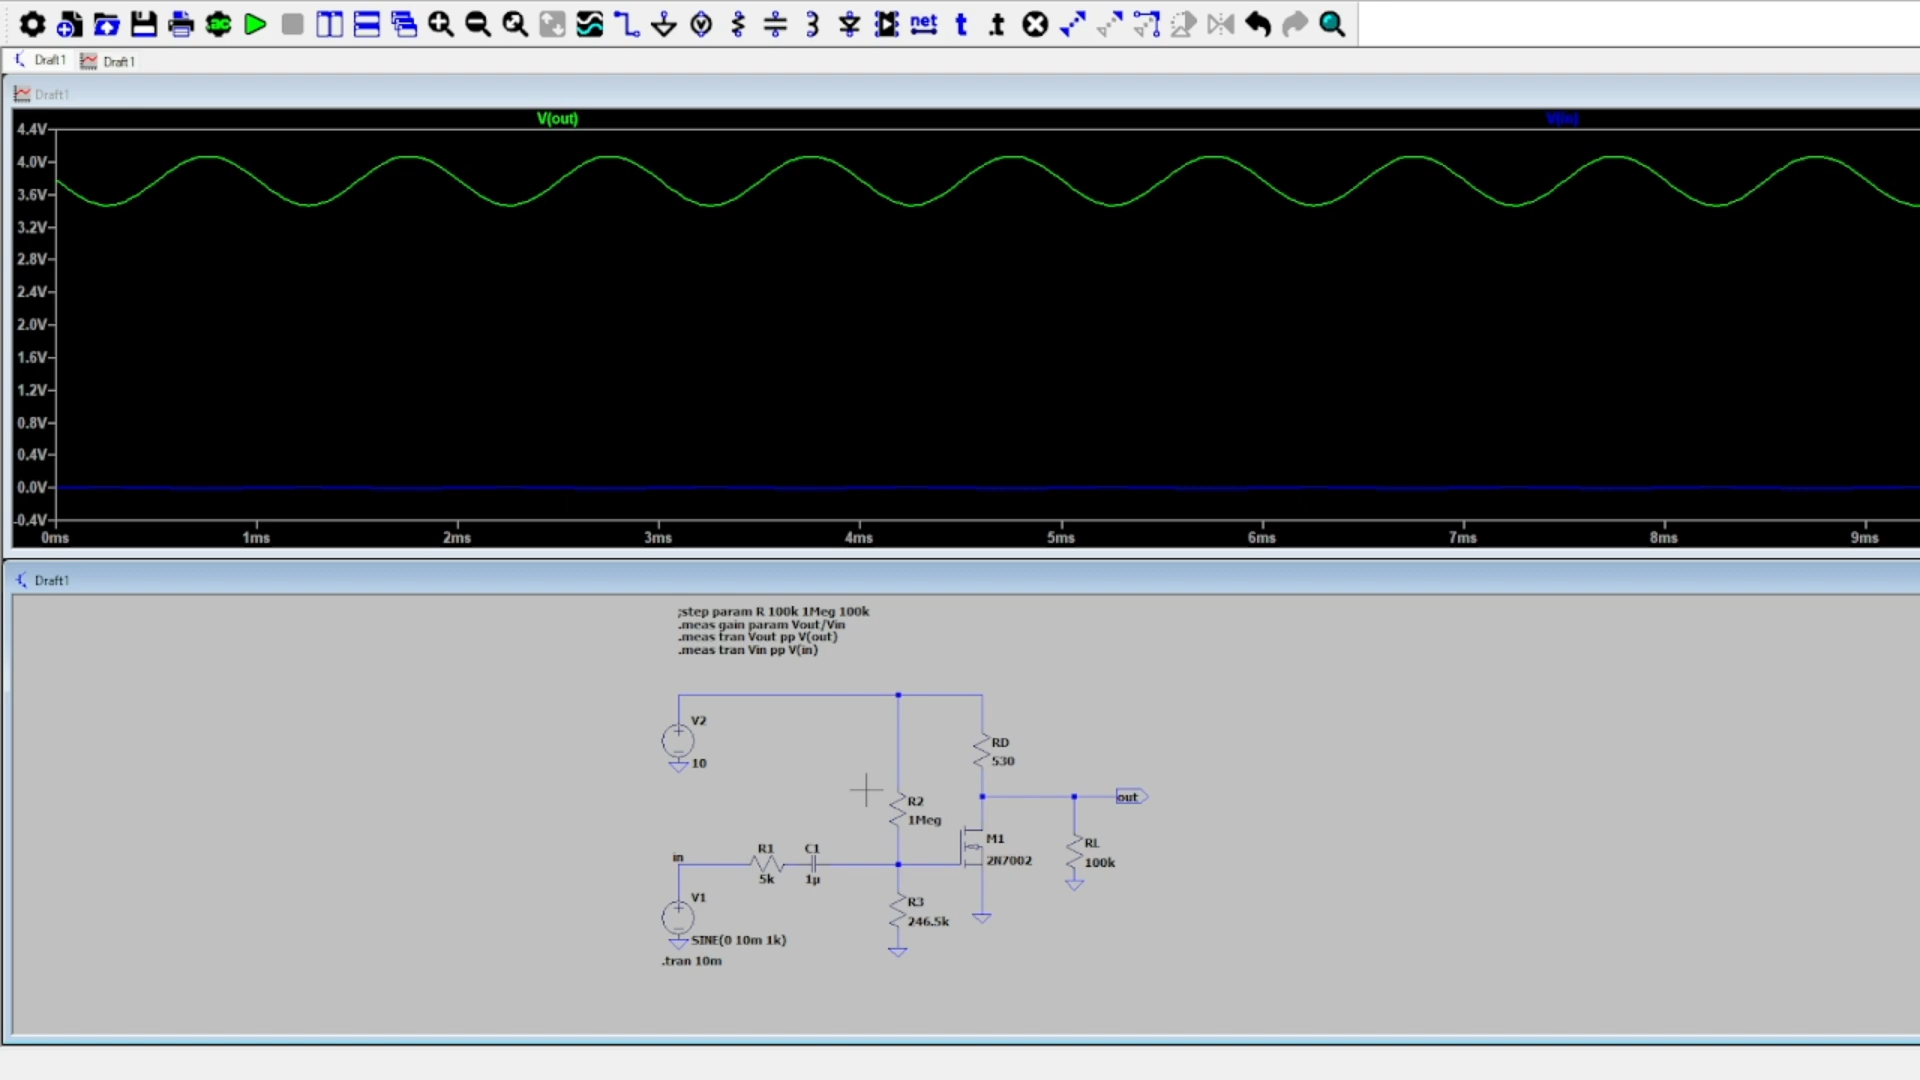 net
t
.t
Draft1
Draft1
Draft1
V(out)
V(in)
4.4V
4.0V
3.6V
3.2V
2.8V
2.4V
2.0V
1.6V
1.2V
0.8V
0.4V
0.0V
-0.4V
0ms 1ms 2ms 3ms 4ms 5ms 6ms 7ms 8ms 9ms
Draft1
;step param R 100k 1Meg 100k
.meas gain param Vout/Vin
.meas tran Vout pp V(out)
.meas tran Vin pp V(in)
V2
10
RD
530
out
R2
1Meg
M1
2N7002
RL
100k
in
R1
5k
C1
1µ
V1
SINE(0 10m 1k)
R3
246.5k
.tran 10m